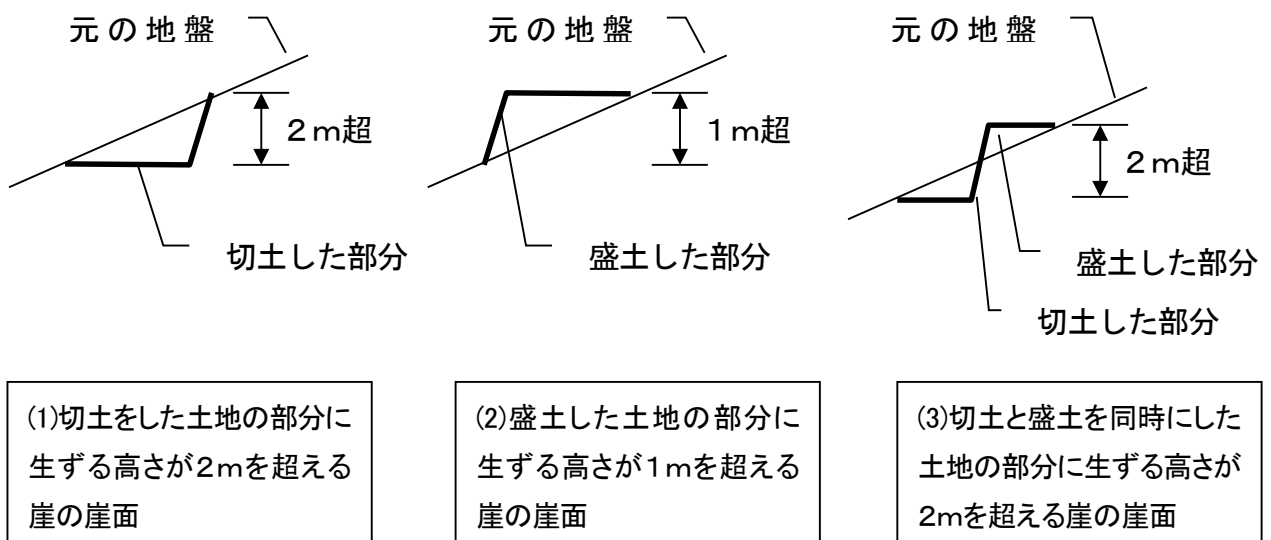 元の地盤
2m超
切土した部分
元の地盤
1m超
盛土した部分
元の地盤
2m超
盛土した部分
切土した部分
(1)切土をした土地の部分に
生ずる高さが2mを超える
崖の崖面
(2)盛土した土地の部分に
生ずる高さが1mを超える
崖の崖面
(3)切土と盛土を同時にした
土地の部分に生ずる高さが
2mを超える崖の崖面